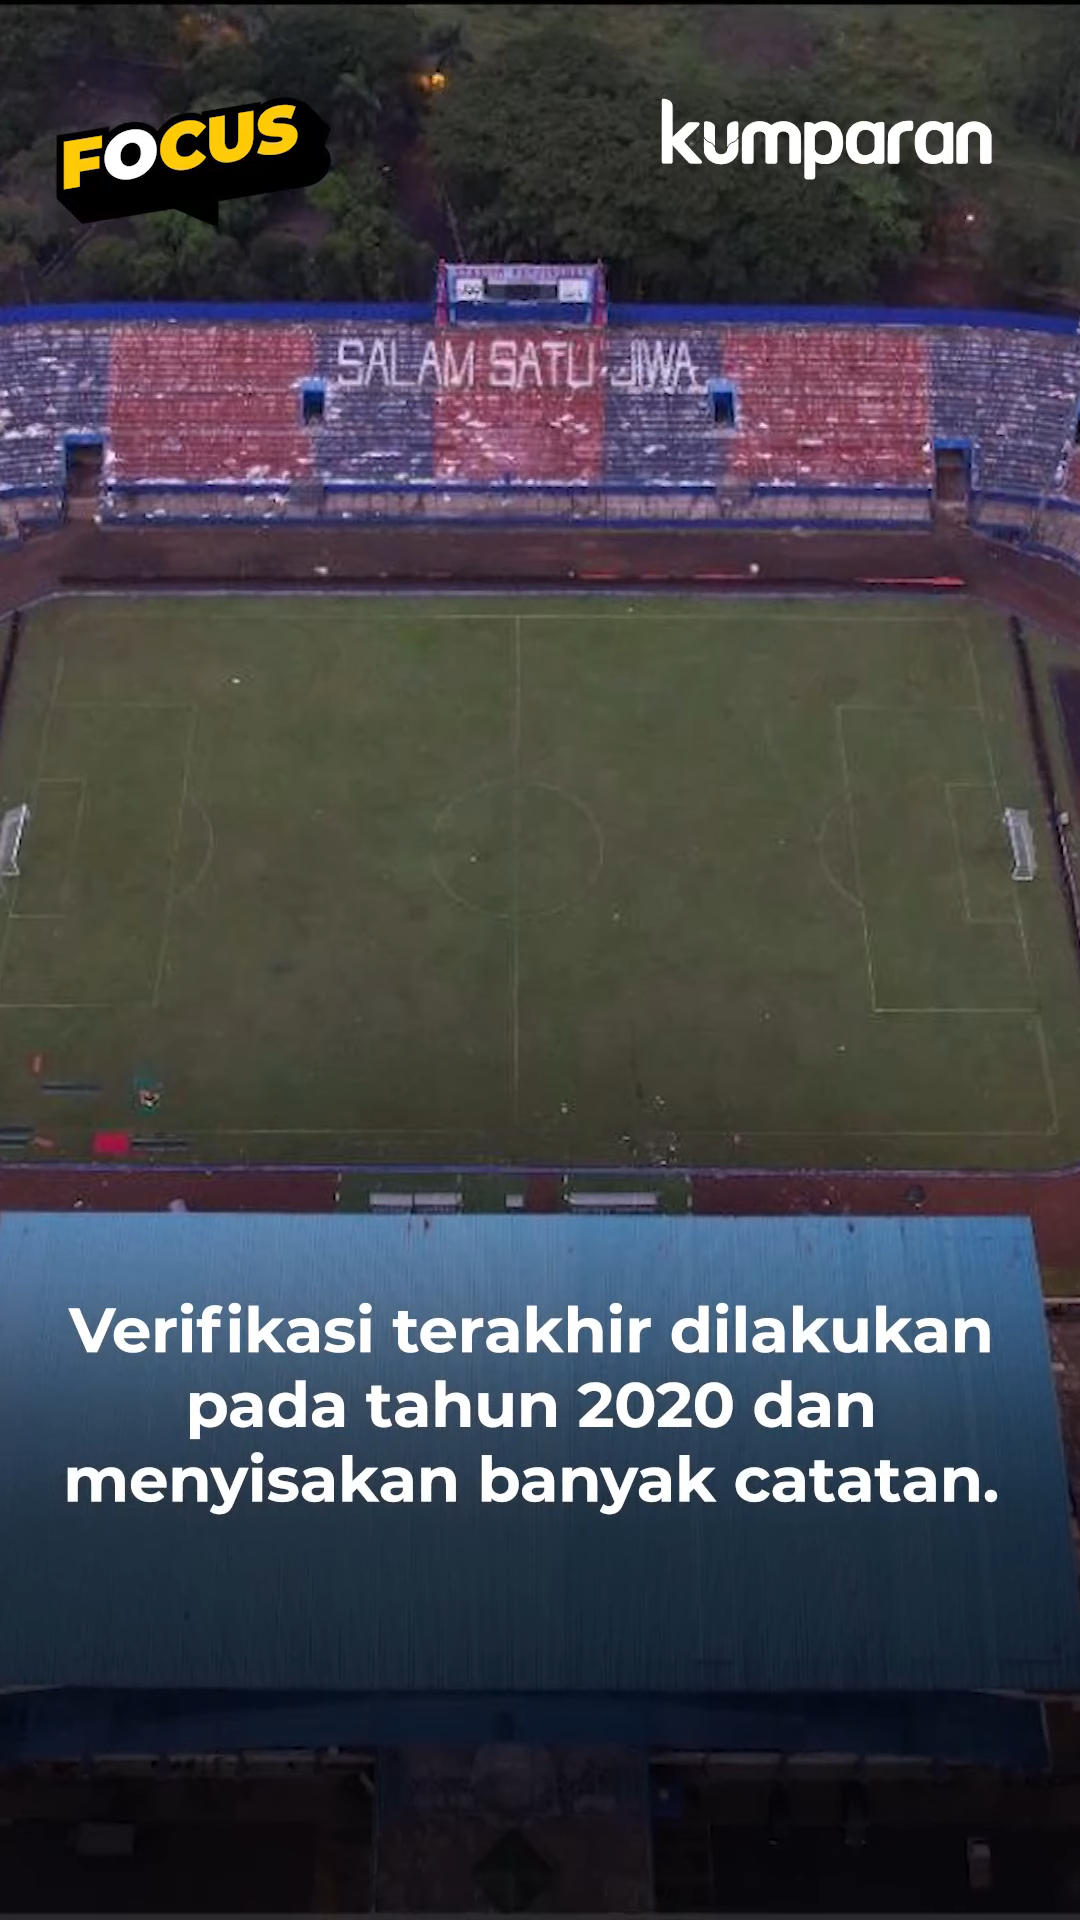 FOCUS
kumparan
SALAM SATU JIWA
Verifikasi terakhir dilakukan
pada tahun 2020 dan
menyisakan banyak catatan.